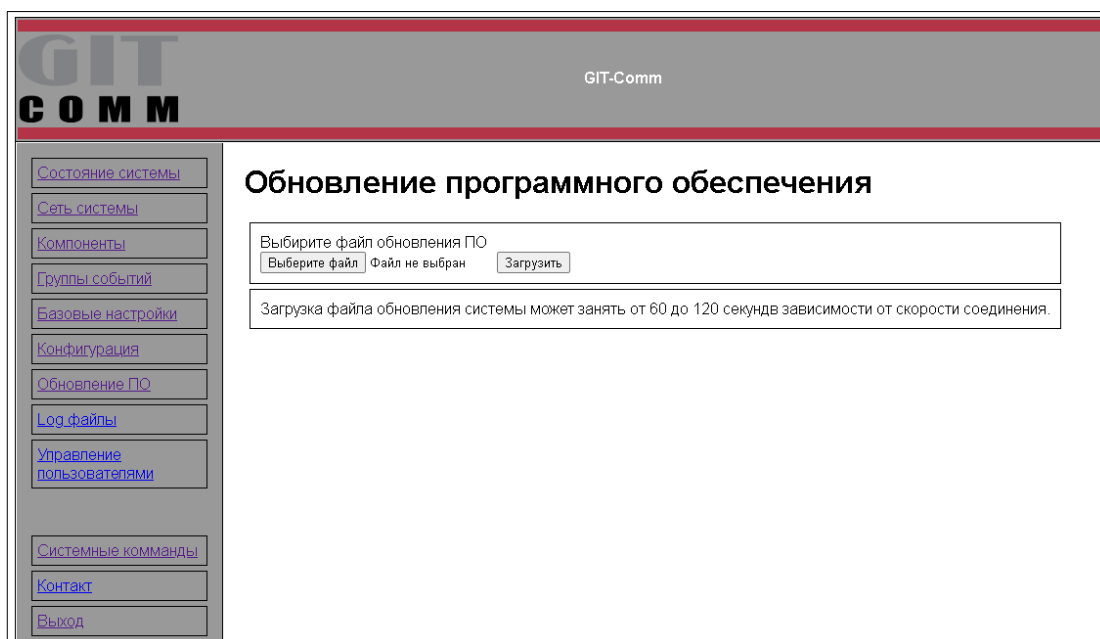 GIT
COMM
GIT-Comm
Состояние системы
Сеть системы
Компоненты
Группы событий
Базовые настройки
Конфигурация
Обновление ПО
Log файлы
Управление
пользователями
Системные комманды
Контакт
Выход
Обновление программного обеспечения
Выбирите файл обновления ПО
Выберите файл Файл не выбран Загрузить
Загрузка файла обновления системы может занять от 60 до 120 секундв зависимости от скорости соединения.